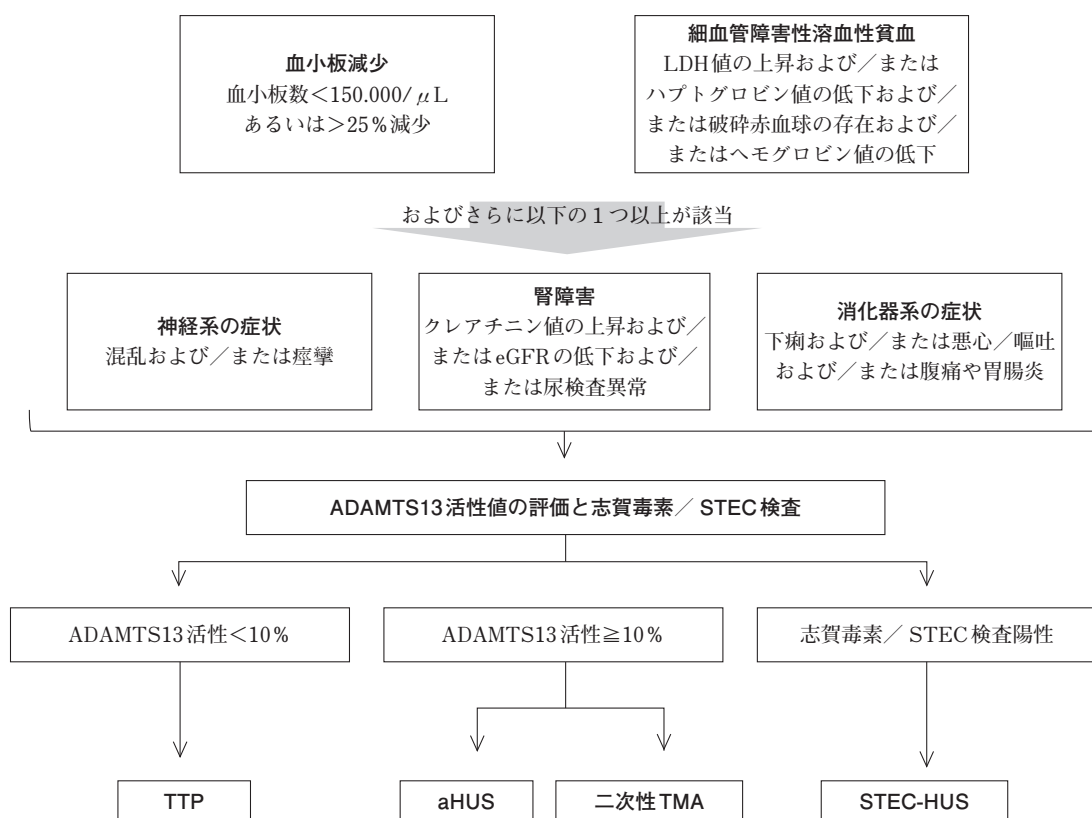 血小板減少
血小板数＜150.000/μL
あるいは＞25％減少
細血管障害性溶血性貧血
LDH値の上昇および／または
ハプトグロビン値の低下および／
または破砕赤血球の存在および／
またはヘモグロビン値の低下
およびさらに以下の1つ以上が該当
神経系の症状
混乱および／または痙攣
腎障害
クレアチニン値の上昇および／
またはeGFRの低下および／
または尿検査異常
消化器系の症状
下痢および／または悪心／嘔吐
および／または腹痛や胃腸炎
ADAMTS13活性値の評価と志賀毒素／STEC検査
ADAMTS13活性＜10％
ADAMTS13活性≧10％
志賀毒素／STEC検査陽性
TTP
aHUS
二次性TMA
STEC-HUS